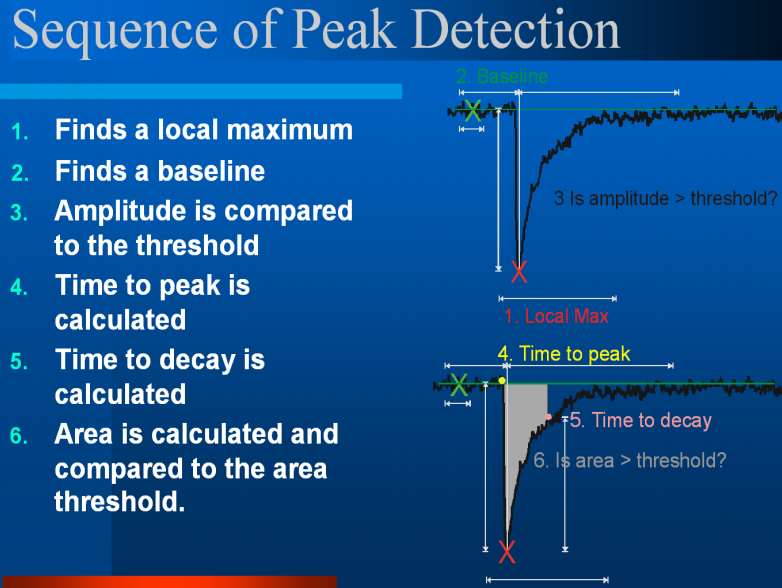 Sequence of Peak Detection
1. Finds a local maximum
2. Finds a baseline
3. Amplitude is compared
to the threshold
4. Time to peak is
calculated
5. Time to decay is
calculated
6. Area is calculated and
compared to the area
threshold.
2. Baseline
3 Is amplitude > threshold?
1. Local Max
4. Time to peak
5. Time to decay
6. Is area > threshold?